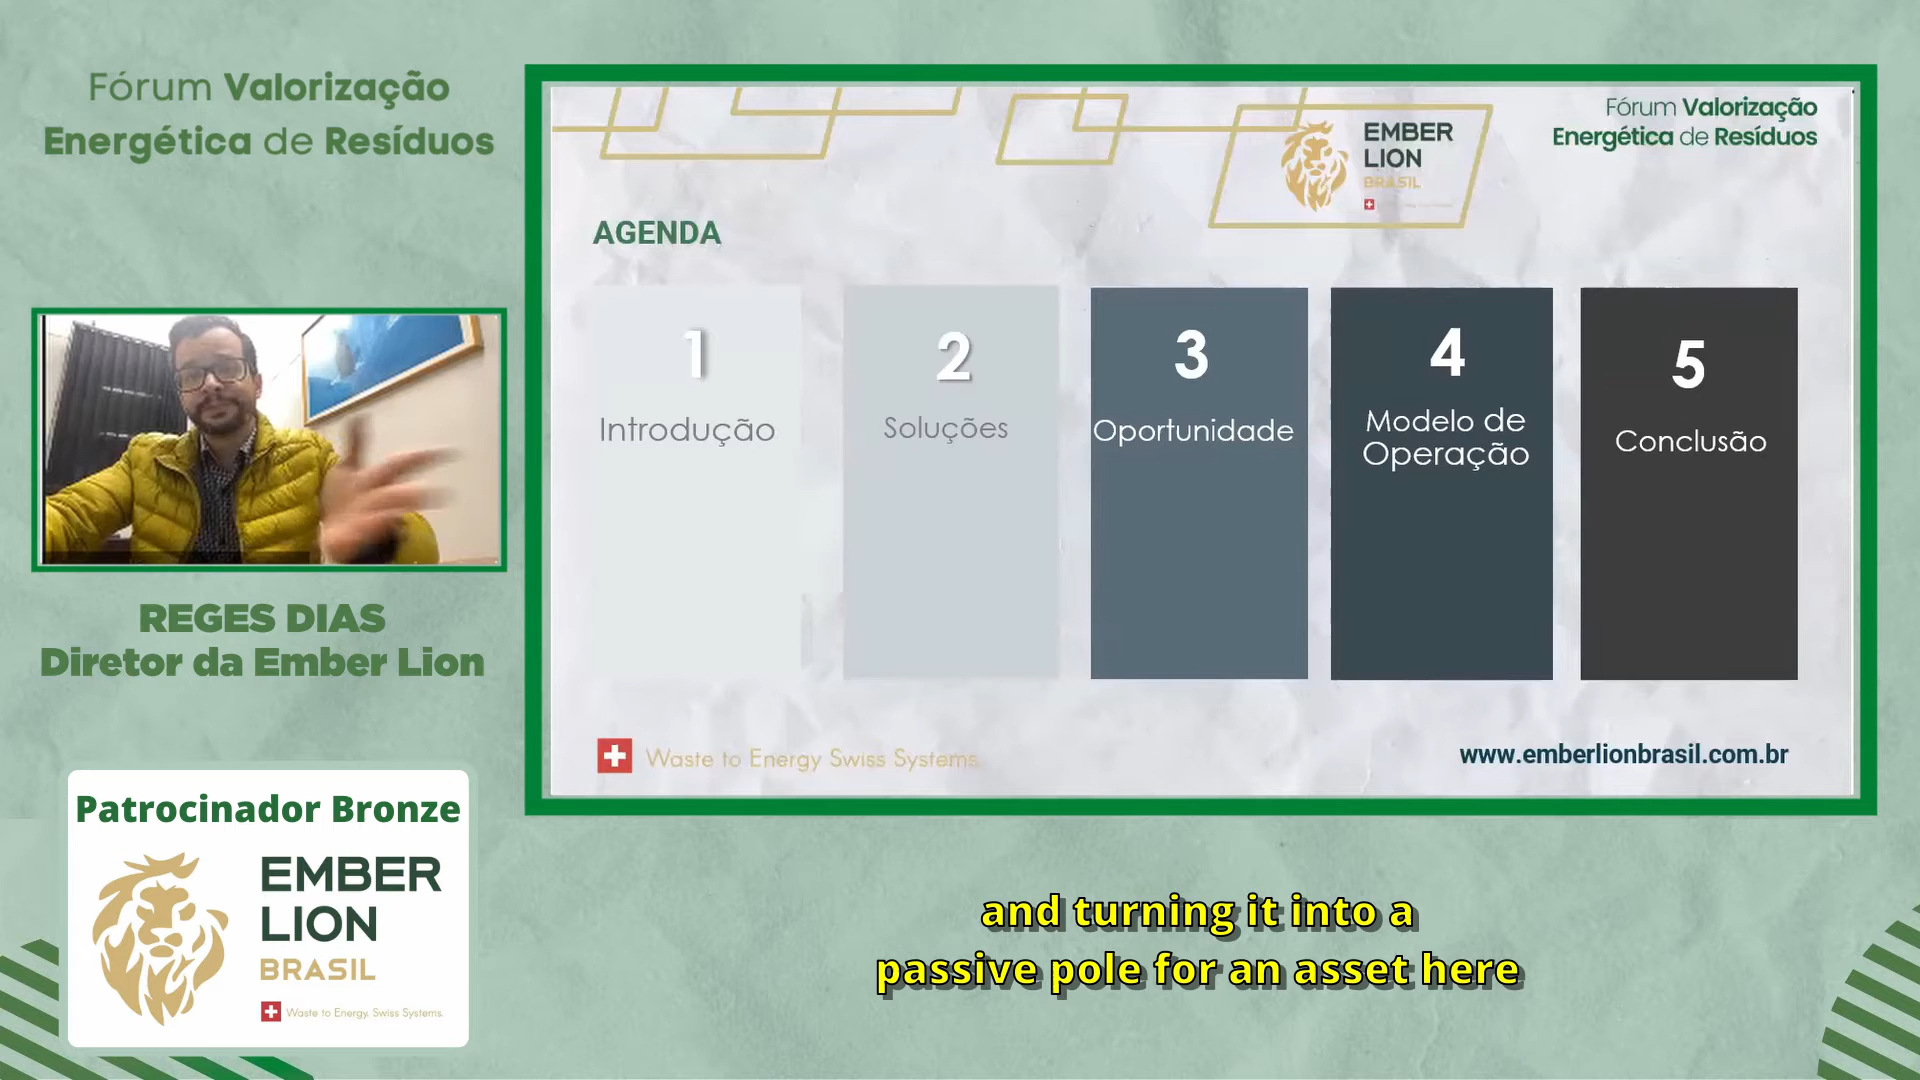 Fórum Valorização
Energética de Resíduos
REGES DIAS
Diretor da Ember Lion
Patrocinador Bronze
EMBER
LION
BRASIL
Waste to Energy. Swiss Systems.
EMBER
LION
BRASIL
Fórum Valorização
Energética de Resíduos
AGENDA
1
Introdução
2
Soluções
3
Oportunidade
4
Modelo de
Operação
5
Conclusão
Waste to Energy Swiss Systems.
www.emberlionbrasil.com.br
and turning it into a
passive pole for an asset here